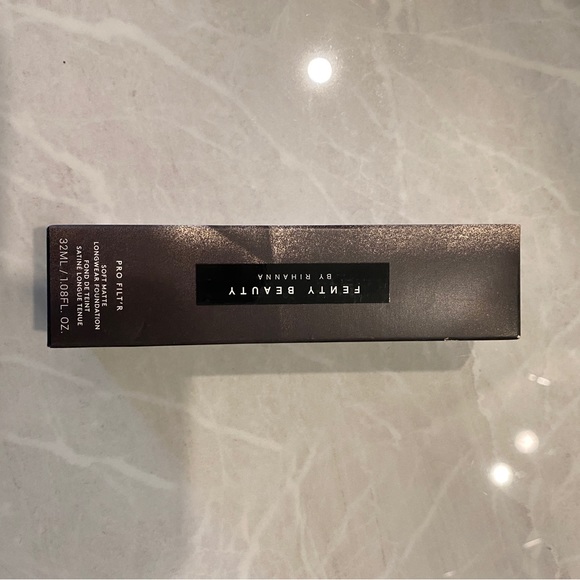 FENTY BEAUTY
BY RIHANNA
PRO FILT'R
SOFT MATTE
LONGWEAR FOUNDATION
FOND DE TEINT
SATINÉ LONGUE TENUE
32ML / 1.08FL. OZ.